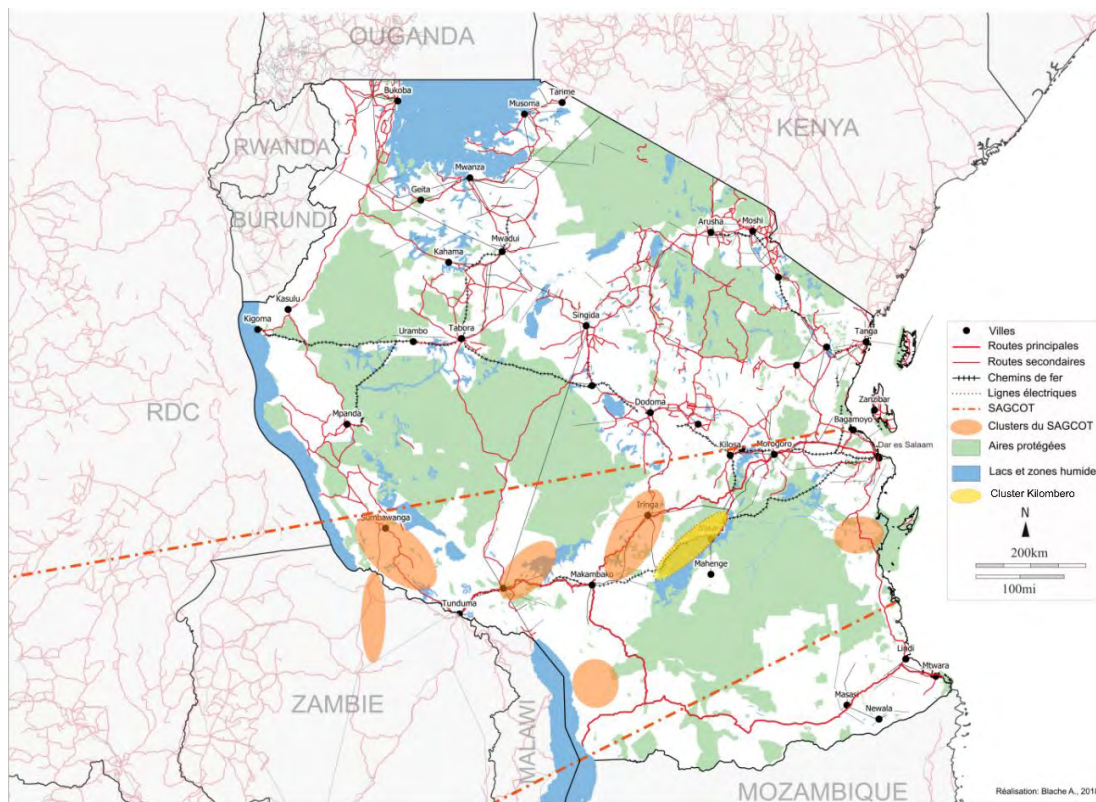 OUGANDA
KENYA
RWANDA
BURUNDI
RDC
ZAMBIE
MALAWI
MOZAMBIQUE
Bukoba
Musoma
Tarime
Mwanza
Geita
Mwadui
Kahama
Arusha
Moshi
Kasulu
Kigoma
Urambo
Tabora
Singida
Tanga
Mpanda
Dodoma
Zanzibar
Bagamoyo
Kilosa
Morogoro
Dar es Salaam
Sumbawanga
Iringa
Makambako
Mahenge
Tunduma
Lindi
Mtwara
Masasi
Newala
Villes
Routes principales
Routes secondaires
Chemins de fer
Lignes électriques
SAGCOT
Clusters du SAGCOT
Aires protégées
Lacs et zones humide
Cluster Kilombero
N
200km
100mi